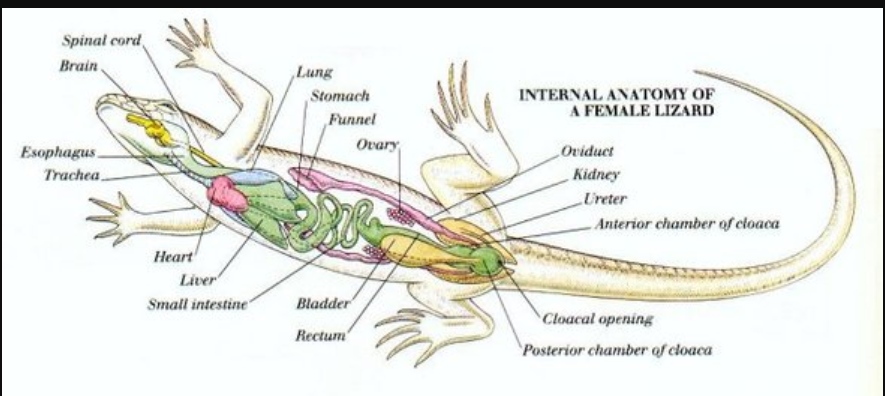 Spinal cord
Brain
Lung
Stomach
Funnel
Ovary
INTERNAL ANATOMY OF
A FEMALE LIZARD
Esophagus
Trachea
Oviduct
Kidney
Ureter
Anterior chamber of cloaca
Heart
Liver
Small intestine
Bladder
Rectum
Cloacal opening
Posterior chamber of cloaca